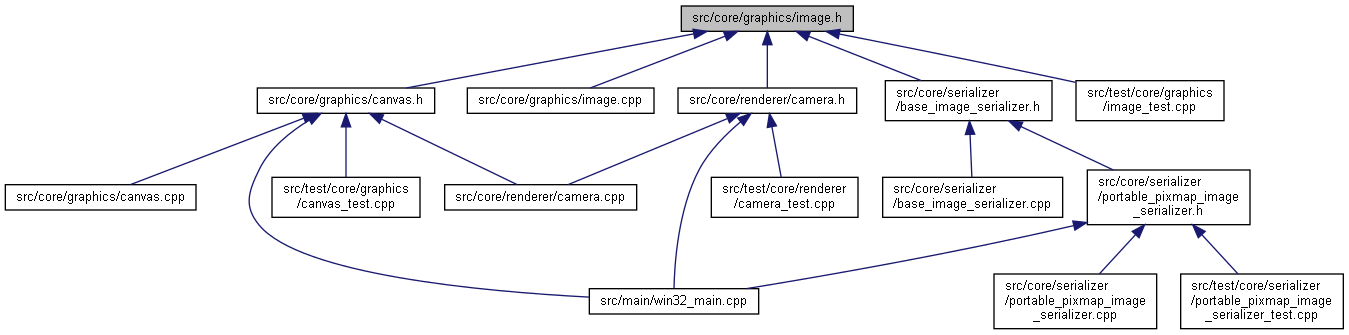 src/core/graphics/image.h
src/core/graphics/canvas.h
src/core/graphics/image.cpp
src/core/renderer/camera.h
src/core/serializer
/base_image_serializer.h
src/test/core/graphics
/image_test.cpp
src/core/graphics/canvas.cpp
src/test/core/graphics
/canvas_test.cpp
src/core/renderer/camera.cpp
src/test/core/renderer
/camera_test.cpp
src/core/serializer
/base_image_serializer.cpp
src/core/serializer
/portable_pixmap_image
_serializer.h
src/main/win32_main.cpp
src/core/serializer
/portable_pixmap_image
_serializer.cpp
src/test/core/serializer
/portable_pixmap_image
_serializer_test.cpp